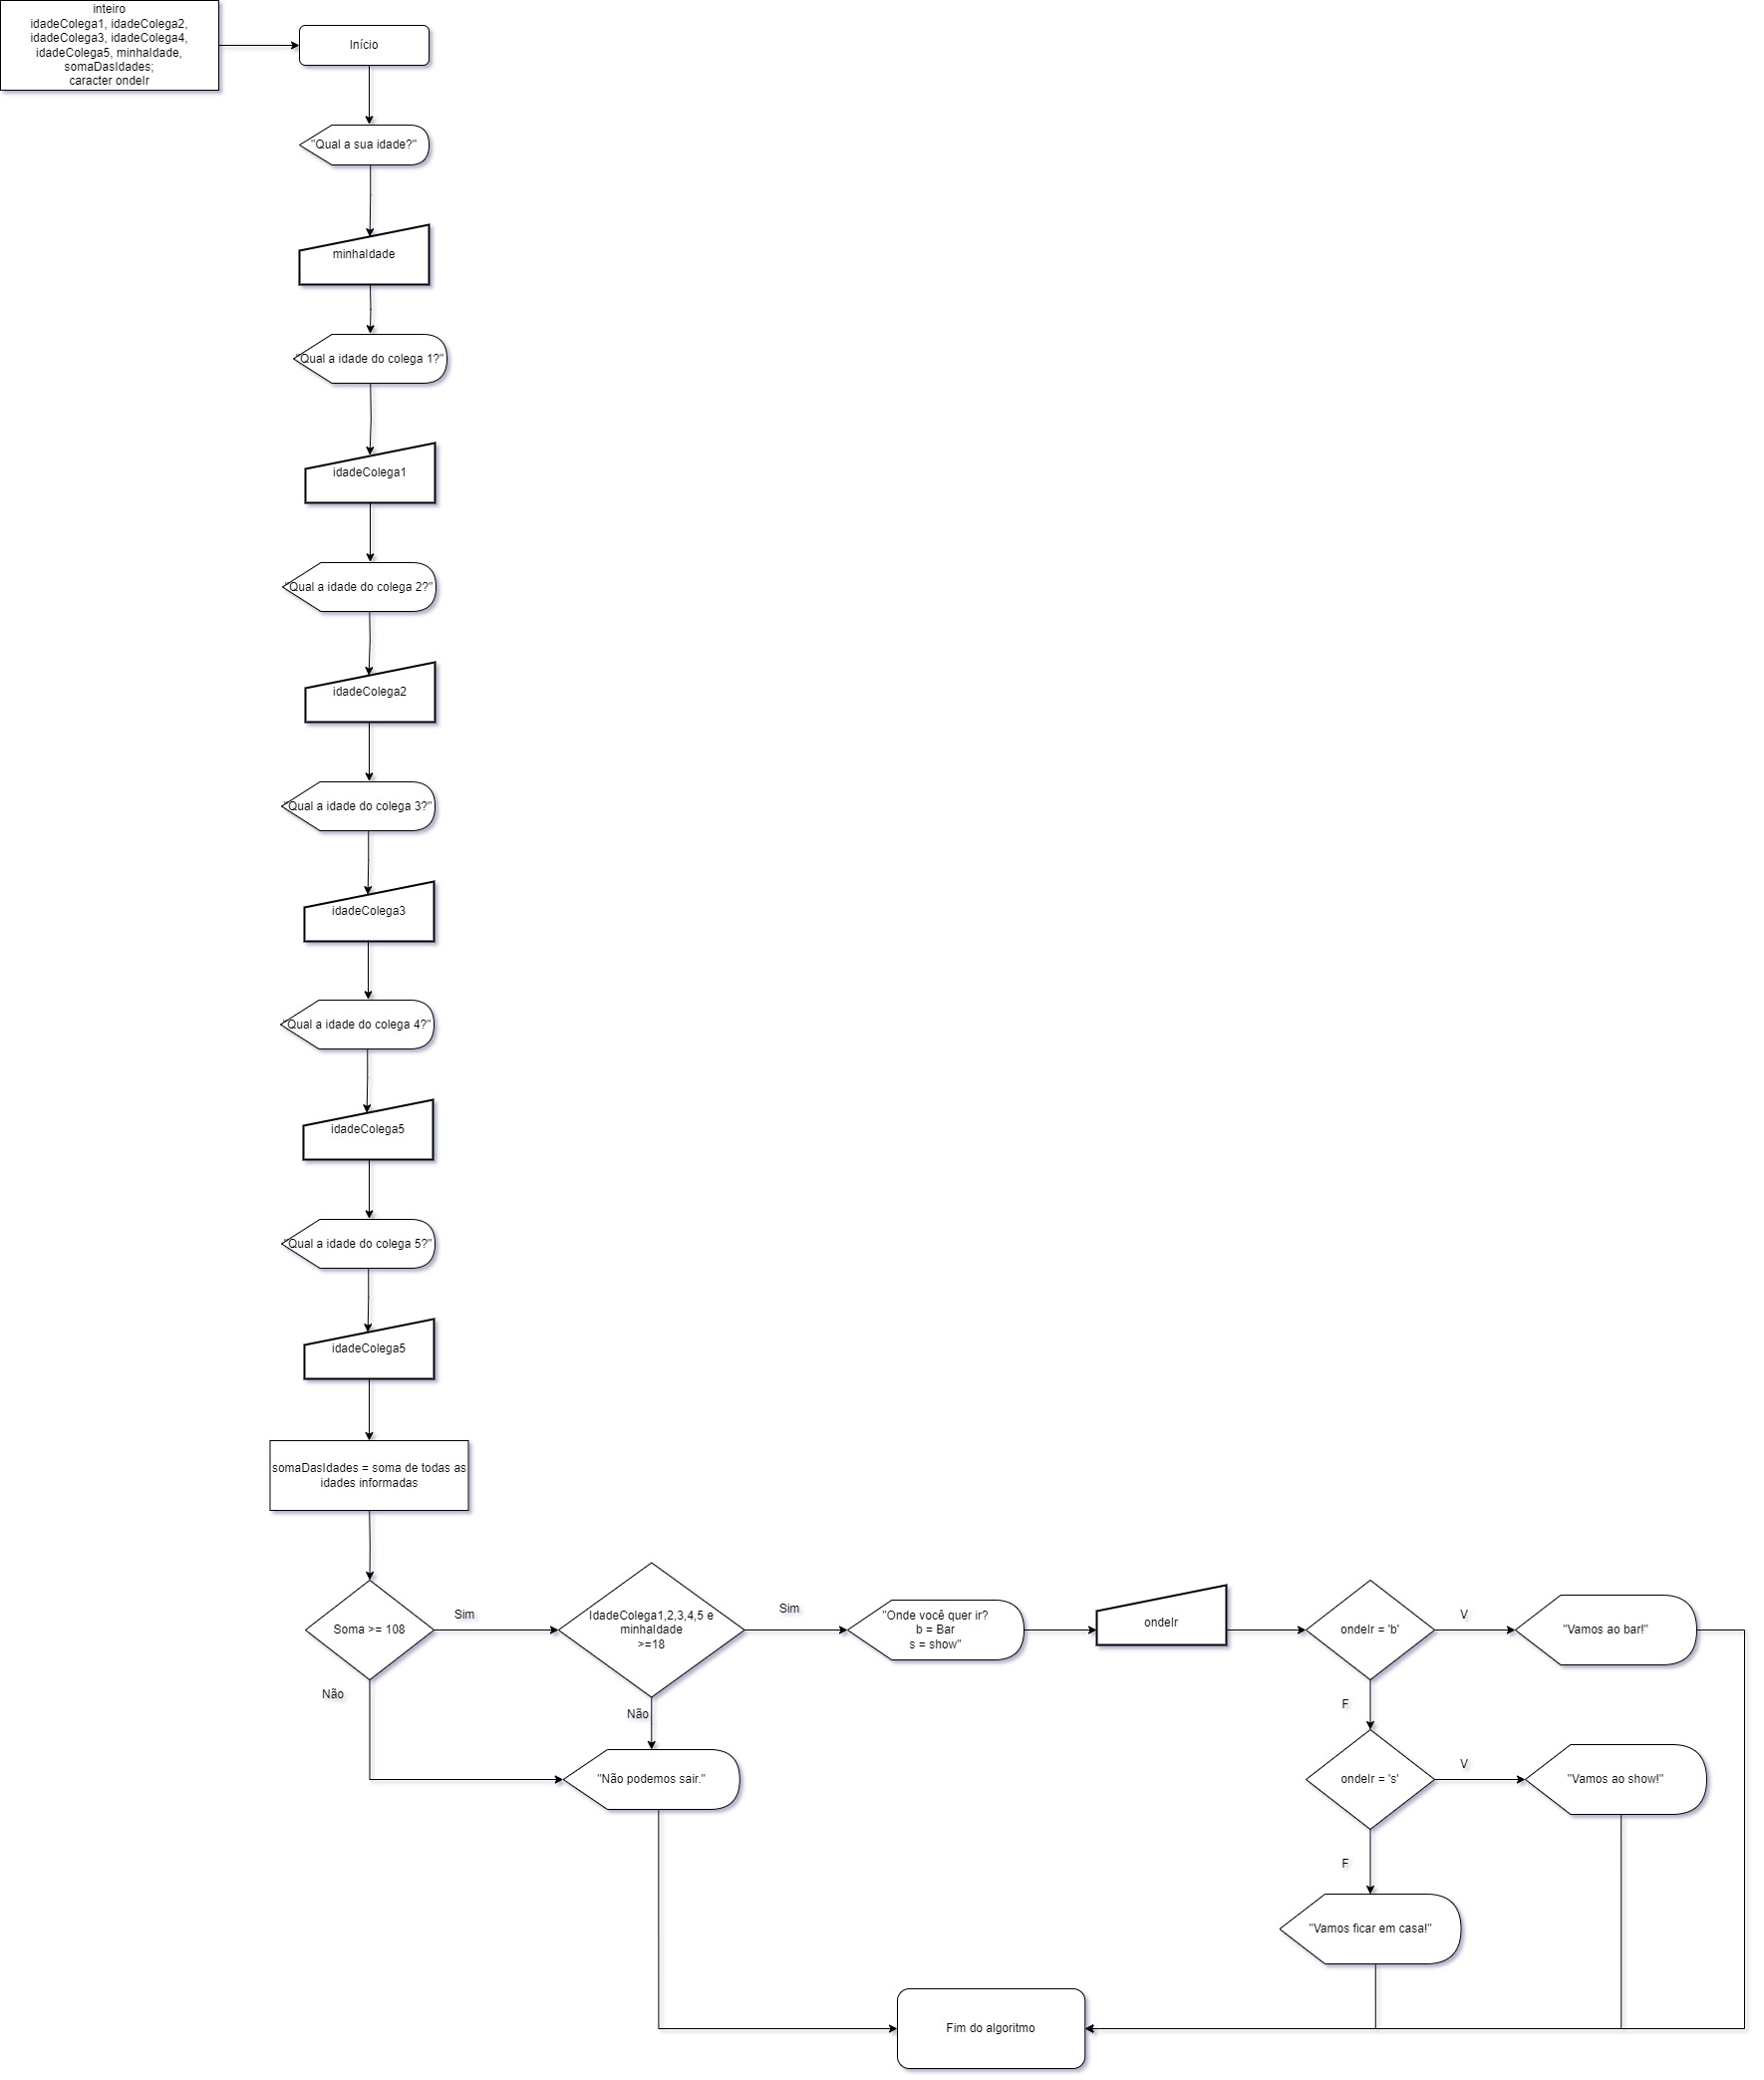 inteiro
idadeColega1, idadeColega2,
idadeColega3, idadeColega4,
idadeColega5, minhaIdade,
somaDasIdades;
caracter ondeIr
Início
"Qual a sua idade?"
minhaIdade
"Qual a idade do colega 1?"
idadeColega1
"Qual a idade do colega 2?"
idadeColega2
"Qual a idade do colega 3?"
idadeColega3
"Qual a idade do colega 4?"
idadeColega5
"Qual a idade do colega 5?"
idadeColega5
somaDasIdades = soma de todas as
idades informadas
Soma >= 108
Sim
Não
IdadeColega1,2,3,4,5 e
minhaIdade
>=18
Sim
Não
"Não podemos sair."
"Onde você quer ir?
b = Bar
s = show"
ondeIr
ondeIr = 'b'
V
"Vamos ao bar!"
F
ondeIr = 's'
V
"Vamos ao show!"
F
"Vamos ficar em casa!"
Fim do algoritmo